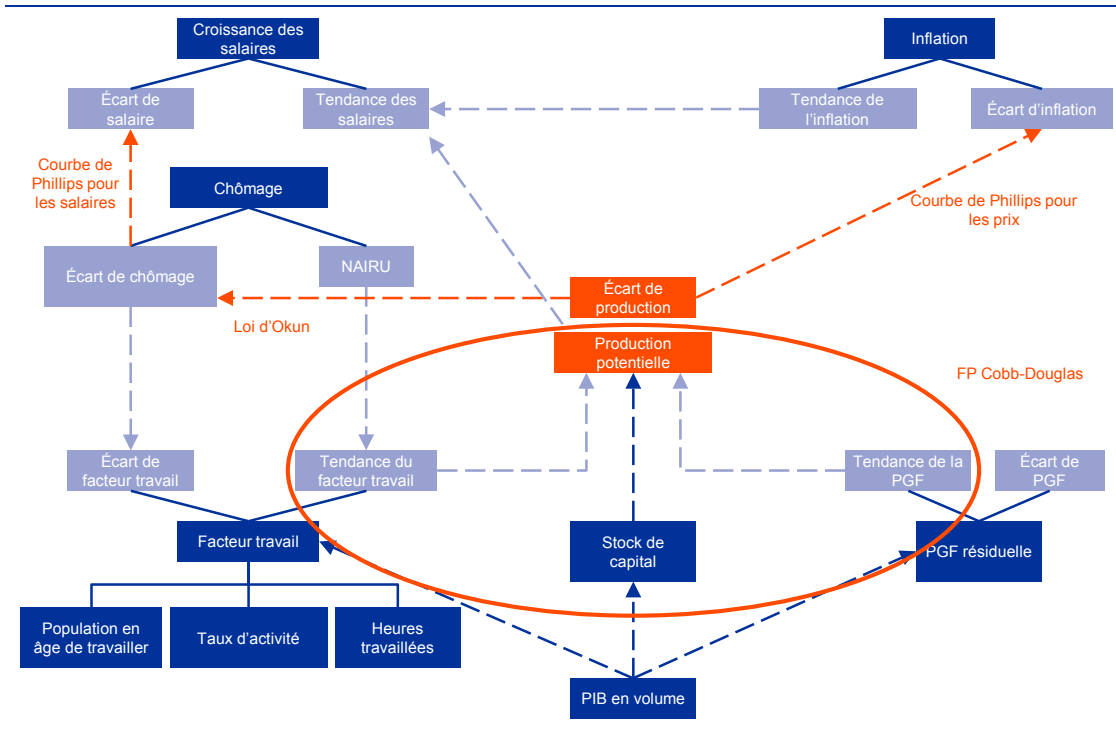 Croissance des
salaires
Inflation
Écart de
salaire
Tendance des
salaires
Tendance de
l'inflation
Écart d'inflation
Courbe de
Phillips pour
les salaires
Chômage
Courbe de Phillips pour
les prix
Écart de chômage
NAIRU
Écart de
production
Loi d'Okun
Production
potentielle
FP Cobb-Douglas
Écart de
facteur travail
Tendance du
facteur travail
Tendance de la
PGF
Écart de
PGF
Facteur travail
Stock de
capital
PGF résiduelle
Population en
âge de travailler
Taux d'activité
Heures
travaillées
PIB en volume